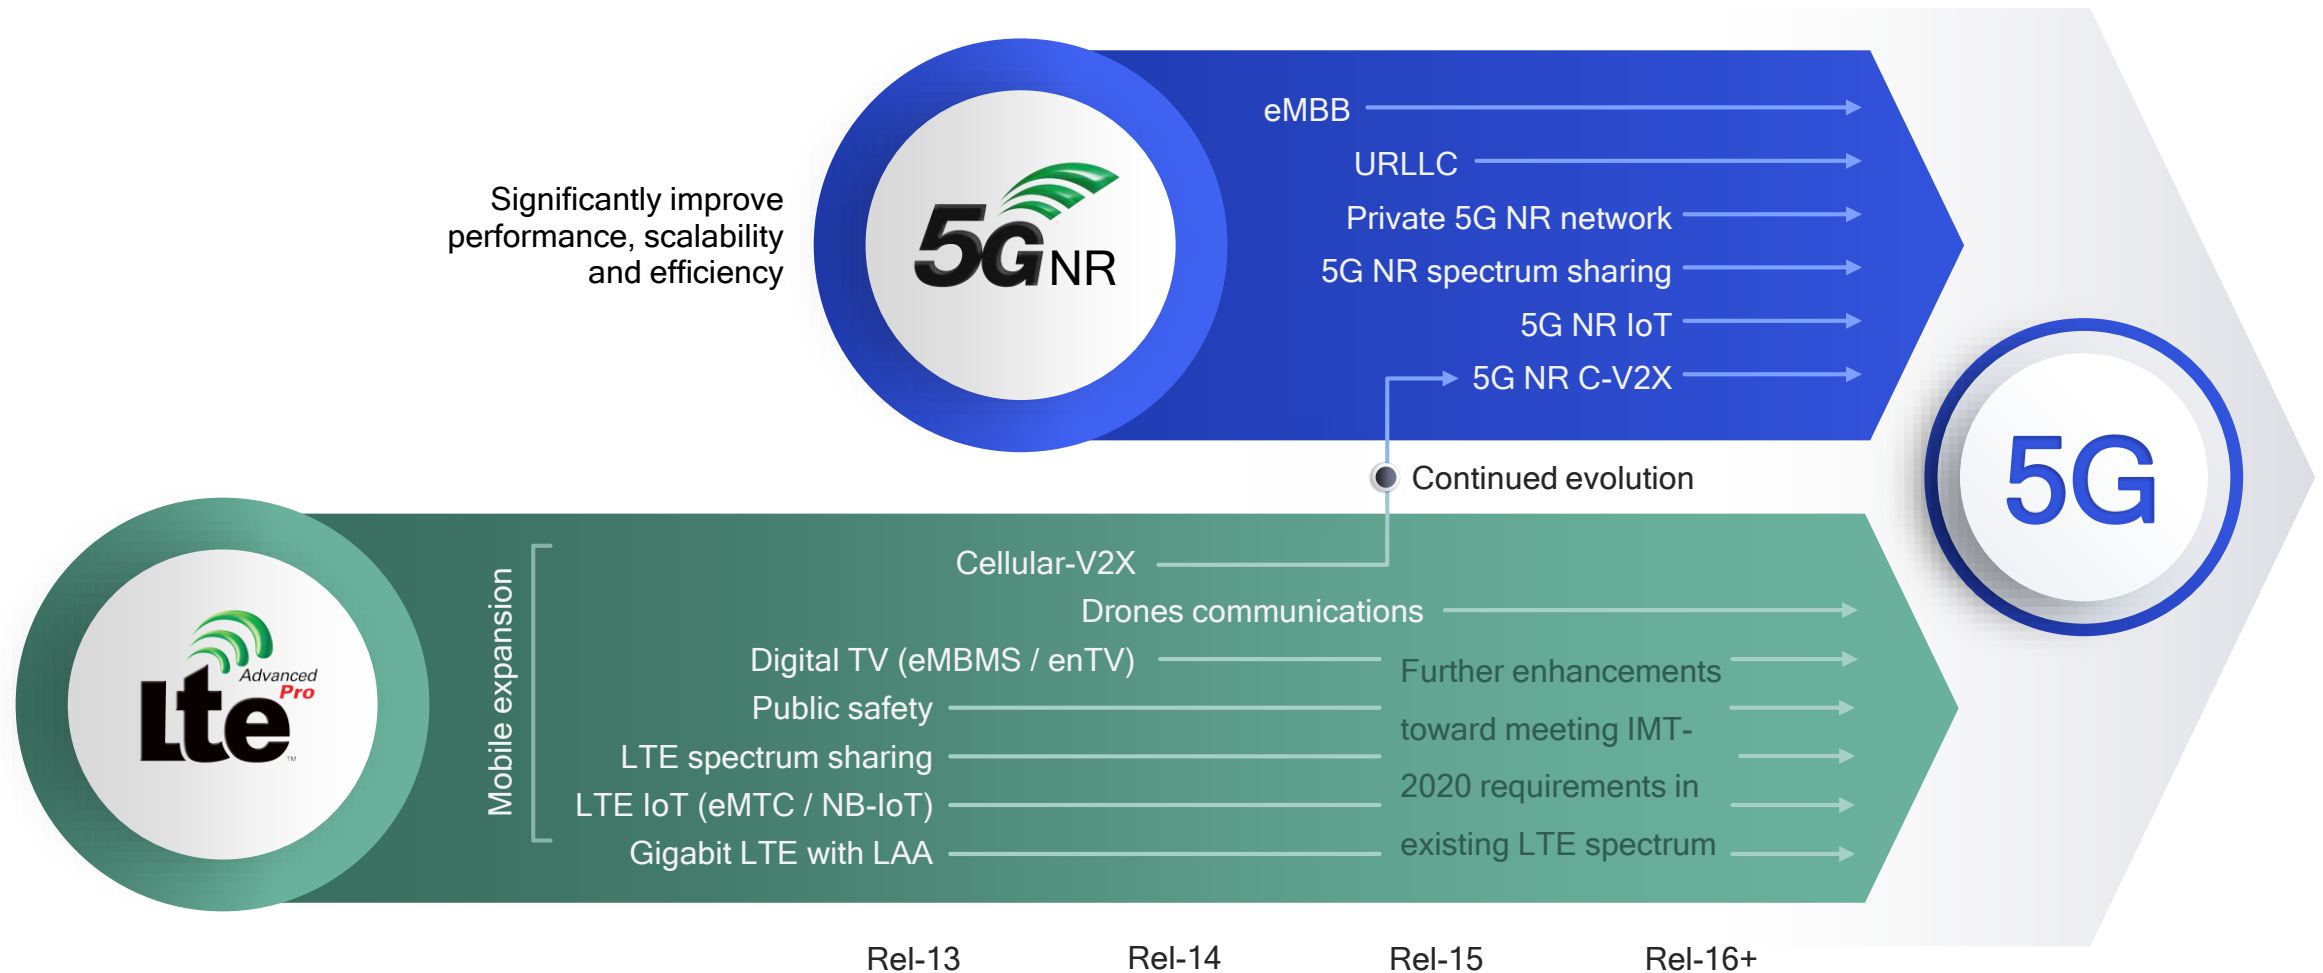 eMBB
URLLC
Significantly improve
performance, scalability
and efficiency
5G NR
Private 5G NR network
5G NR spectrum sharing
5G NR IoT
5G NR C-V2X
Continued evolution
5G
Mobile expansion
Cellular-V2X
Drones communications
Digital TV (eMBMS / enTV)
Public safety
LTE spectrum sharing
LTE IoT (eMTC / NB-IoT)
Gigabit LTE with LAA
Further enhancements
toward meeting IMT-
2020 requirements in
existing LTE spectrum
Advanced
Pro
Lte
TM
Rel-13
Rel-14
Rel-15
Rel-16+